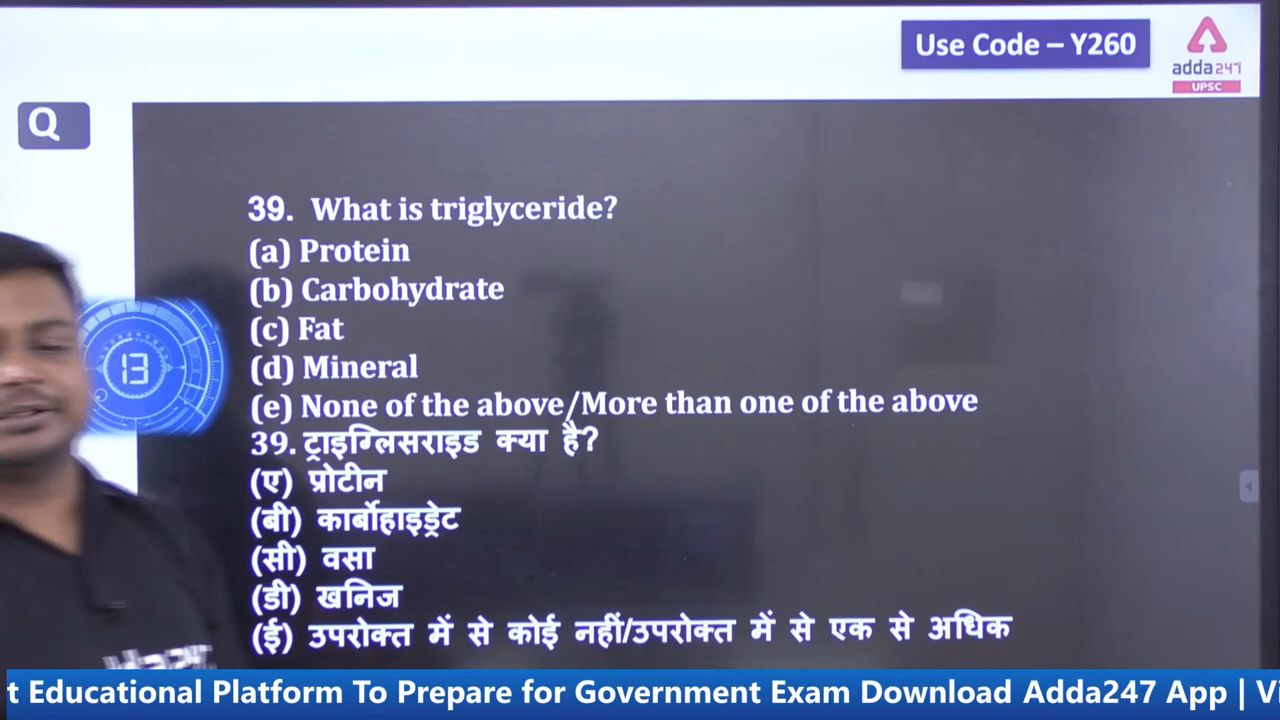 Use Code – Y260
adda247
UPSC
Q
39. What is triglyceride?
(a) Protein
(b) Carbohydrate
(c) Fat
(d) Mineral
(e) None of the above/More than one of the above
39. ट्राइग्लिसराइड क्या है?
(ए) प्रोटीन
(बी) कार्बोहाइड्रेट
(सी) वसा
(डी) खनिज
(ई) उपरोक्त में से कोई नहीं/उपरोक्त में से एक से अधिक
13
t Educational Platform To Prepare for Government Exam Download Adda247 App |